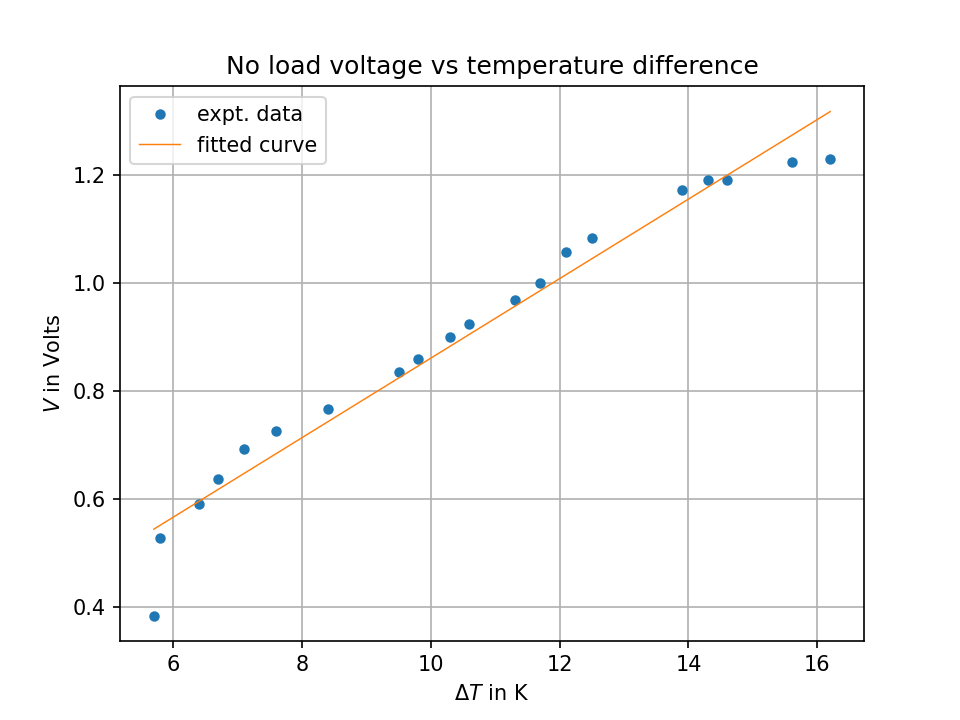 No load voltage vs temperature difference
expt. data
fitted curve
1.2
1.0
0.8
0.6
0.4
V in Volts
6 8 10 12 14 16
ΔT in K